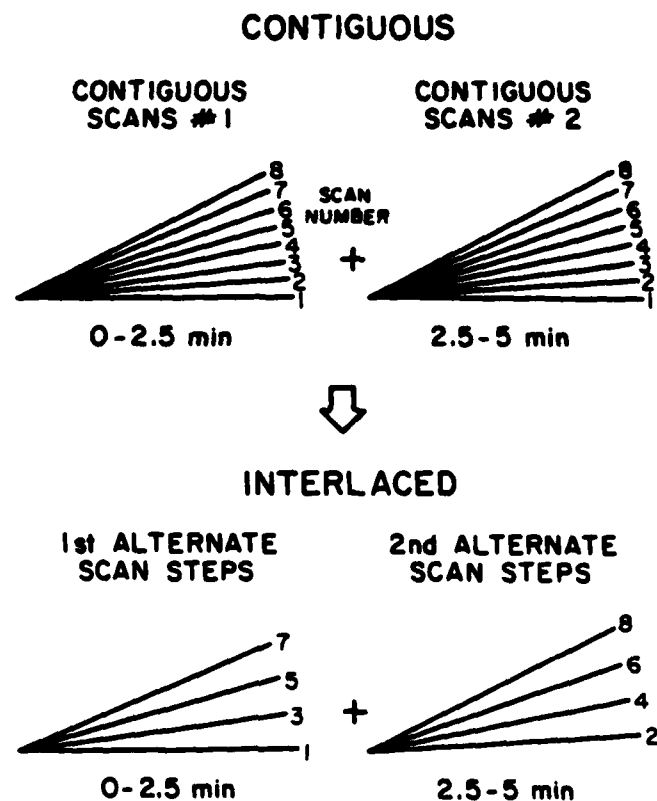 CONTIGUOUS
CONTIGUOUS
SCANS #1
CONTIGUOUS
SCANS # 2
8
7
6
5
4
3
2
1
SCAN
NUMBER
+
8
7
6
5
4
3
2
1
0-2.5 min
2.5-5 min
INTERLACED
1st ALTERNATE
SCAN STEPS
2nd ALTERNATE
SCAN STEPS
7
5
3
1
+
8
6
4
2
0-2.5 min
2.5-5 min